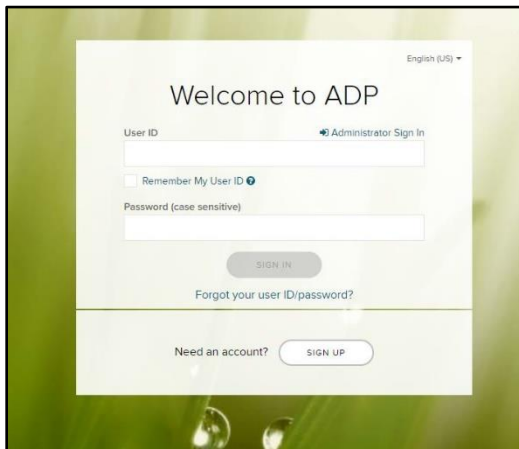 English (US)
Welcome to ADP
User ID
Administrator Sign In
Remember My User ID
Password (case sensitive)
SIGN IN
Forgot your user ID/password?
Need an account?
SIGN UP